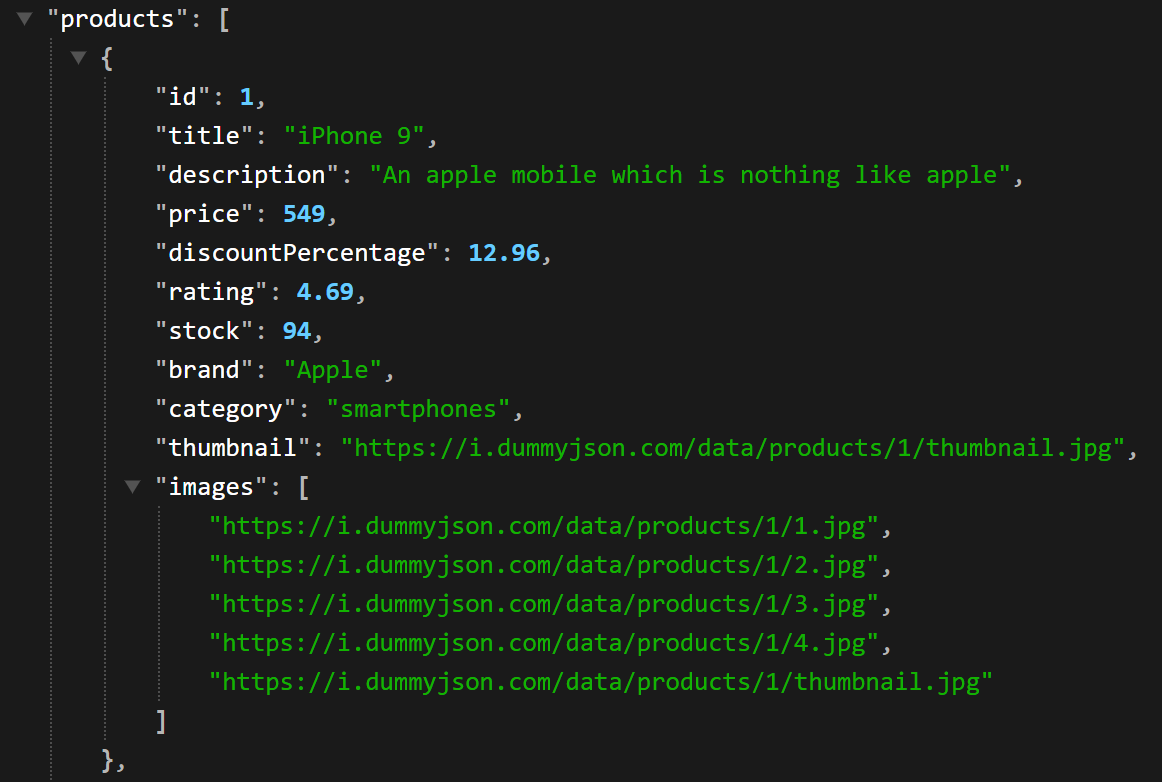 "products": [
{
"id": 1,
"title": "iPhone 9",
"description": "An apple mobile which is nothing like apple",
"price": 549,
"discountPercentage": 12.96,
"rating": 4.69,
"stock": 94,
"brand": "Apple",
"category": "smartphones",
"thumbnail": "https://i.dummyjson.com/data/products/1/thumbnail.jpg",
"images": [
"https://i.dummyjson.com/data/products/1/1.jpg",
"https://i.dummyjson.com/data/products/1/2.jpg",
"https://i.dummyjson.com/data/products/1/3.jpg",
"https://i.dummyjson.com/data/products/1/4.jpg",
"https://i.dummyjson.com/data/products/1/thumbnail.jpg"
]
},